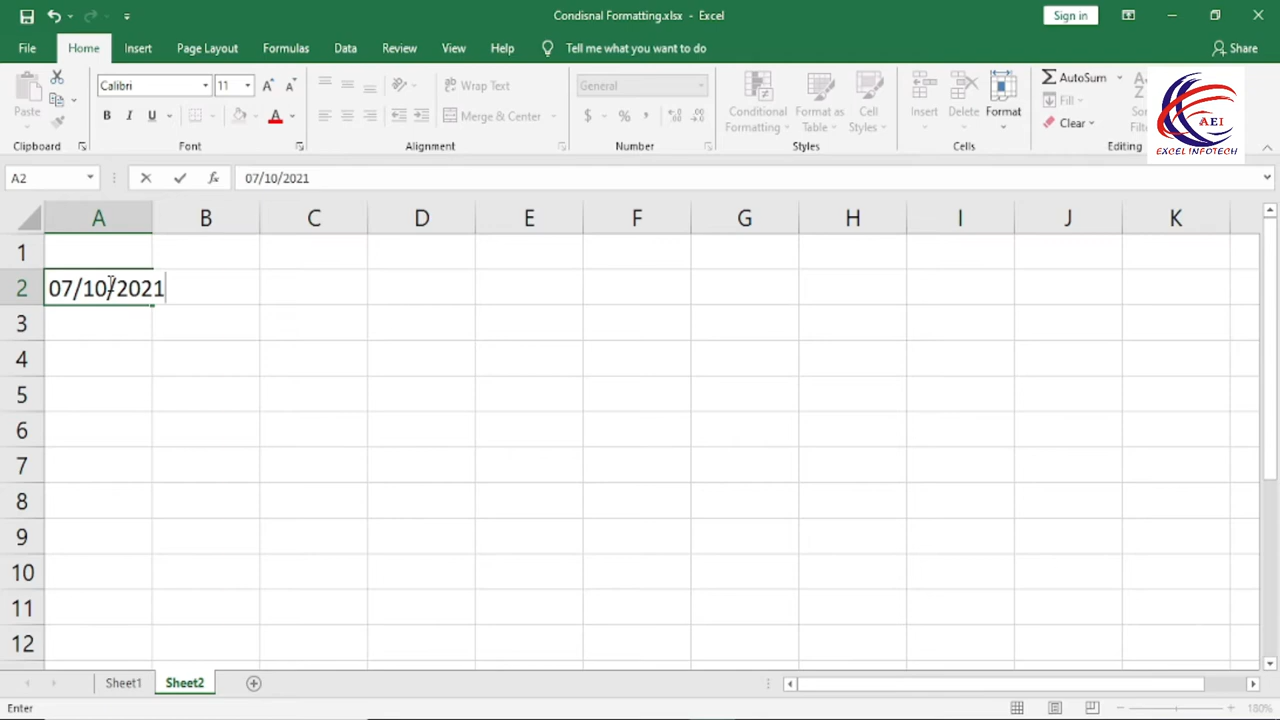 Condisnal Formatting.xlsx - Excel
Sign in
File Home Insert Page Layout Formulas Data Review View Help Tell me what you want to do Share
Paste
Clipboard
Calibri 11 A A
B I U A
Font
Wrap Text
Merge & Center
Alignment
General
$ % ,
Number
Conditional Formatting
Format as Table
Cell Styles
Styles
Insert Delete Format
Cells
AutoSum
Fill
Clear
Editing
AEI
EXCEL INFOTECH
A2 fx 07/10/2021
A B C D E F G H I J K
1
2 07/10/2021
3
4
5
6
7
8
9
10
11
12
Sheet1 Sheet2
Enter 180%